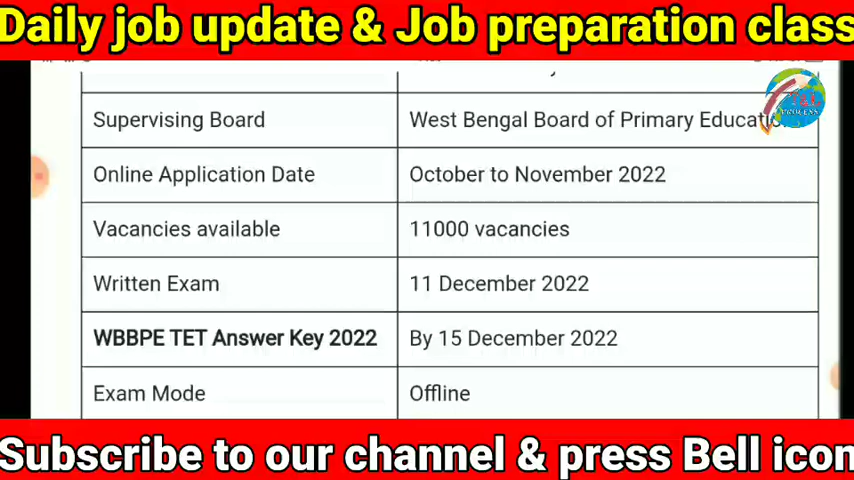 Daily job update & Job preparation class
Supervising Board West Bengal Board of Primary Educatio
Online Application Date October to November 2022
Vacancies available 11000 vacancies
Written Exam 11 December 2022
WBBPE TET Answer Key 2022 By 15 December 2022
Exam Mode Offline
Subscribe to our channel & press Bell icon